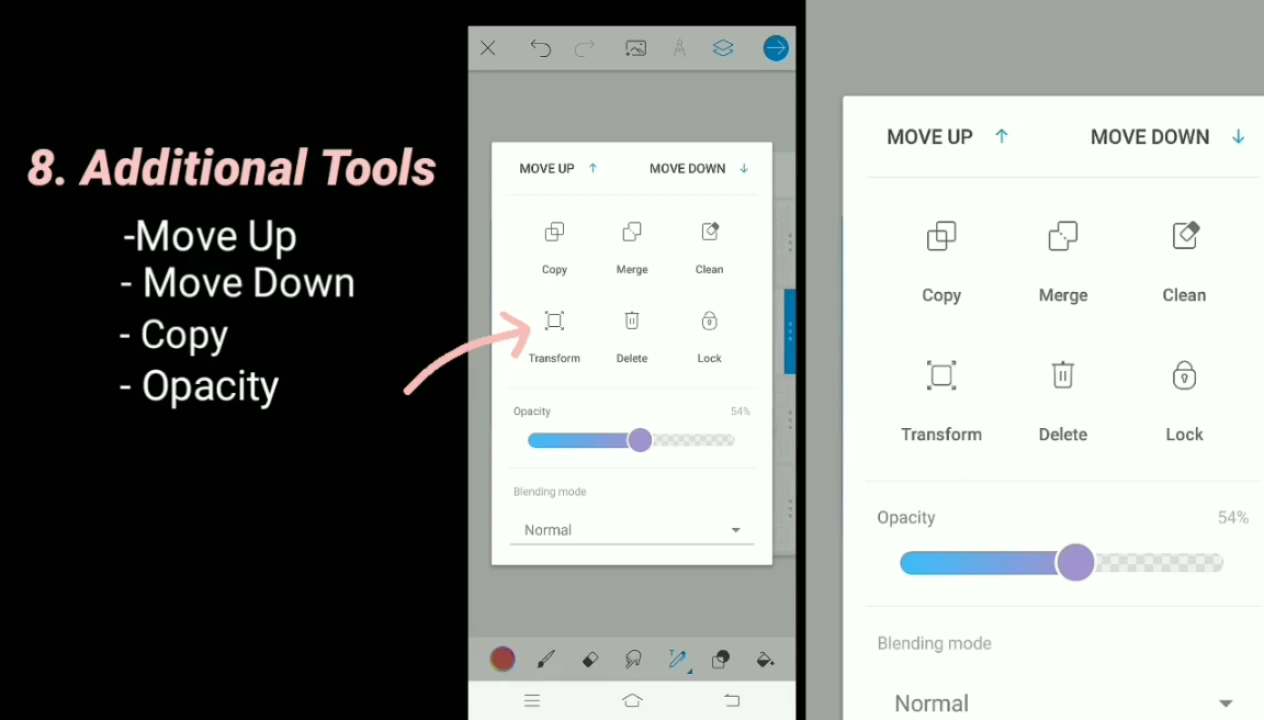 8. Additional Tools
-Move Up
- Move Down
- Copy
- Opacity
MOVE UP ↑ MOVE DOWN ↓
Copy Merge Clean
Transform Delete Lock
Opacity 54%
Blending mode
Normal
MOVE UP ↑ MOVE DOWN ↓
Copy Merge Clean
Transform Delete Lock
Opacity 54%
Blending mode
Normal